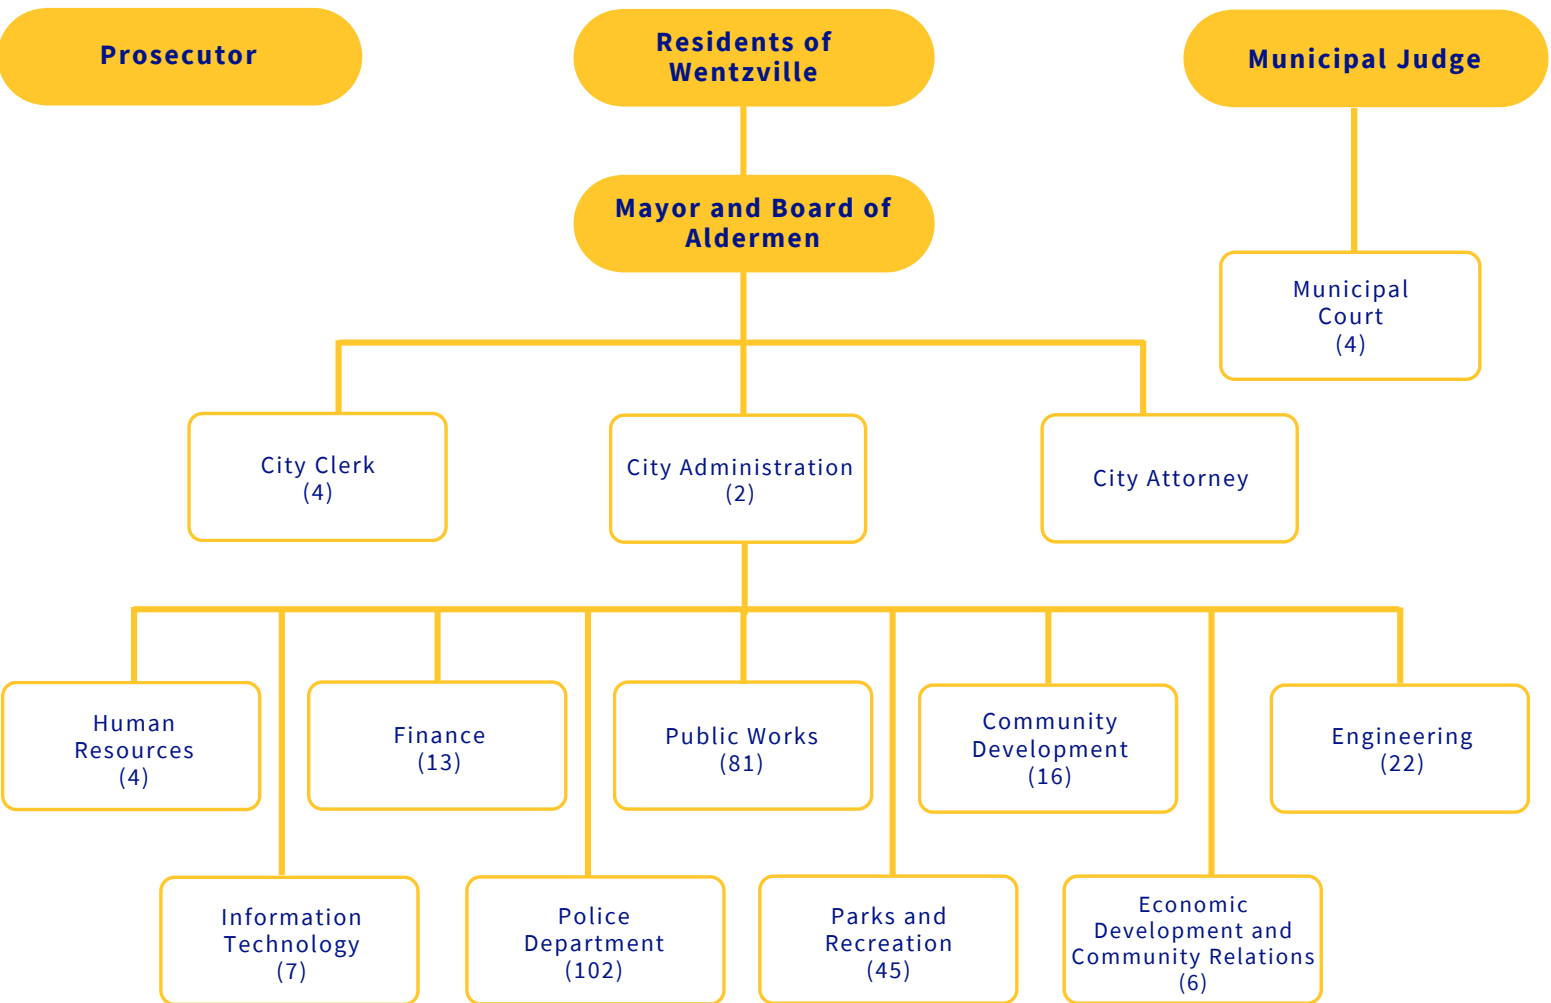 Prosecutor
Residents of
Wentzville
Municipal Judge
Mayor and Board of
Aldermen
Municipal
Court
(4)
City Clerk
(4)
City Administration
(2)
City Attorney
Human
Resources
(4)
Finance
(13)
Public Works
(81)
Community
Development
(16)
Engineering
(22)
Information
Technology
(7)
Police
Department
(102)
Parks and
Recreation
(45)
Economic
Development and
Community Relations
(6)